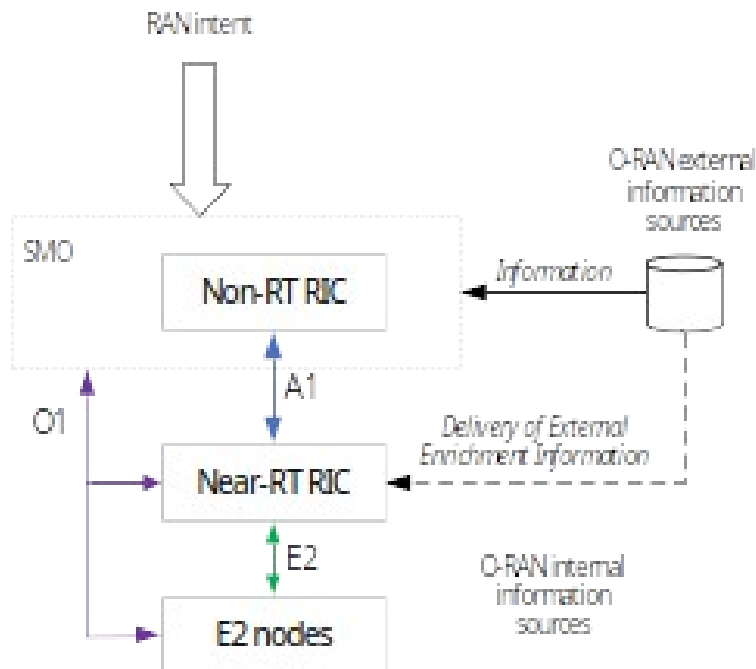 RAN intent
O-RAN external
information
sources
SMO
Non-RT RIC
Information
A1
O1
Delivery of External
Enrichment Information
Near-RT RIC
E2
O-RAN internal
information
sources
E2 nodes